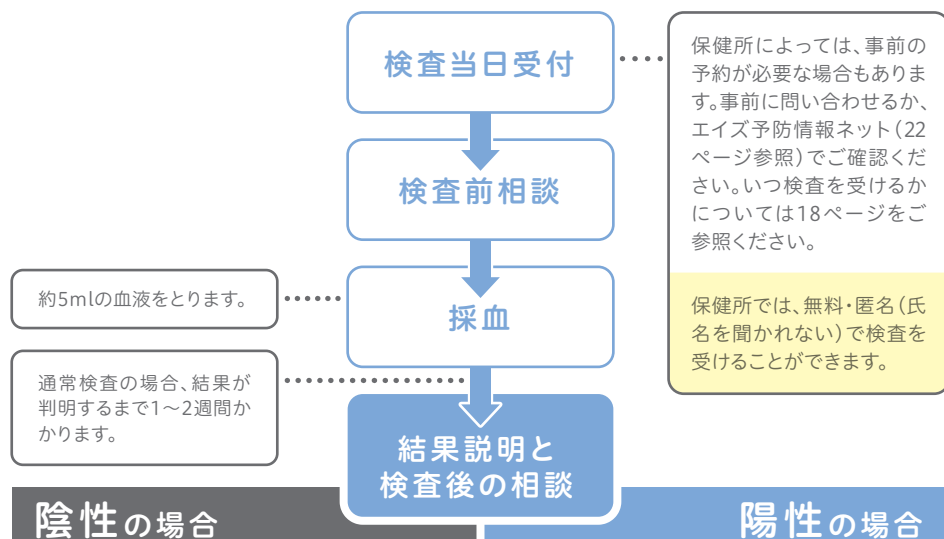 検査当日受付
保健所によっては、事前の
予約が必要な場合もありま
す。事前に問い合わせるか、
エイズ予防情報ネット(22
ページ参照)でご確認くだ
さい。いつ検査を受けるか
については18ページをご
参照ください。
保健所では、無料・匿名(氏
名を聞かれない)で検査を
受けることができます。
検査前相談
約5mlの血液をとります。
採血
通常検査の場合、結果が
判明するまで1〜2週間か
かります。
結果説明と
検査後の相談
陰性の場合
陽性の場合